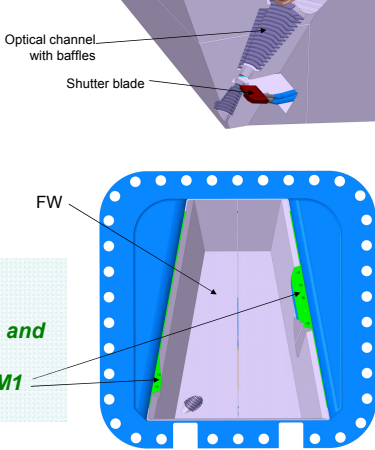 Optical channel
with baffles
Shutter blade
FW
and
M1